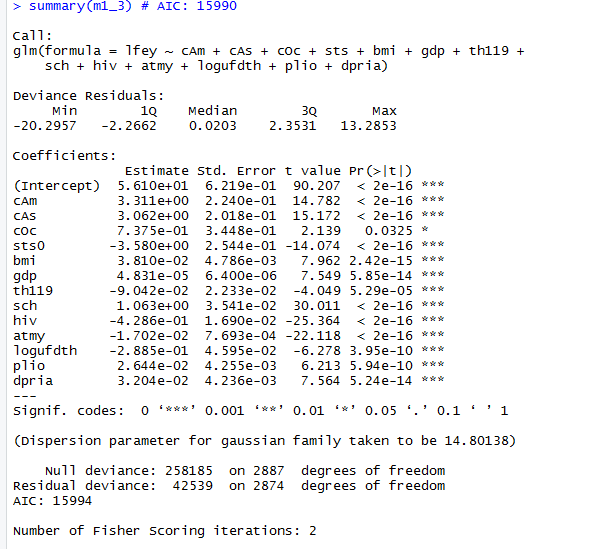 > summary(m1_3) # AIC: 15990
Call:
glm(formula = lfey ~ cAm + cAs + cOc + sts + bmi + gdp + th119 +
    sch + hiv + atmy + logufdth + plio + dpria)
Deviance Residuals:
     Min       1Q   Median       3Q      Max
-20.2957  -2.2662   0.0203   2.3531  13.2853
Coefficients:
              Estimate Std. Error t value Pr(>|t|)
(Intercept)  5.610e+01  6.219e-01  90.207  < 2e-16 ***
cAm          3.311e+00  2.240e-01  14.782  < 2e-16 ***
cAs          3.062e+00  2.018e-01  15.172  < 2e-16 ***
cOc          7.375e-01  3.448e-01   2.139   0.0325 *
sts0        -3.580e+00  2.544e-01 -14.074  < 2e-16 ***
bmi          3.810e-02  4.786e-03   7.962 2.42e-15 ***
gdp          4.831e-05  6.400e-06   7.549 5.85e-14 ***
th119       -9.042e-02  2.233e-02  -4.049 5.29e-05 ***
sch          1.063e+00  3.541e-02  30.011  < 2e-16 ***
hiv         -4.286e-01  1.690e-02 -25.364  < 2e-16 ***
atmy        -1.702e-02  7.693e-04 -22.118  < 2e-16 ***
logufdth    -2.885e-01  4.595e-02  -6.278 3.95e-10 ***
plio         2.644e-02  4.255e-03   6.213 5.94e-10 ***
dpria        3.204e-02  4.236e-03   7.564 5.24e-14 ***
---
Signif. codes:  0 ‘***’ 0.001 ‘**’ 0.01 ‘*’ 0.05 ‘.’ 0.1 ‘ ’ 1
(Dispersion parameter for gaussian family taken to be 14.80138)
    Null deviance: 258185  on 2887  degrees of freedom
Residual deviance:  42539  on 2874  degrees of freedom
AIC: 15994
Number of Fisher Scoring iterations: 2